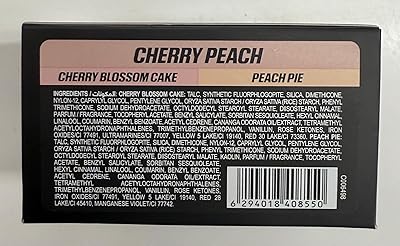 CHERRY PEACH
CHERRY BLOSSOM CAKE
PEACH PIE
INGREDIENTS / المكونات: CHERRY BLOSSOM CAKE: TALC, SYNTHETIC FLUORPHLOGOPITE, SILICA, DIMETHICONE,
NYLON-12, CAPRYLYL GLYCOL, PENTYLENE GLYCOL, ORYZA SATIVA STARCH / ORYZA SATIVA (RICE) STARCH, PHENYL
TRIMETHICONE, SODIUM DEHYDROACETATE, OCTYLDODECYL STEAROYL STEARATE, DIISOSTEARYL MALATE, KAOLIN,
PARFUM / FRAGRANCE, TOCOPHERYL ACETATE, BENZYL SALICYLATE, SORBITAN SESQUIOLEATE, HEXYL CINNAMAL,
LINALOOL, COUMARIN, BENZYL BENZOATE, ACETYL CEDRENE, CANANGA ODORATA OIL/EXTRACT, TETRAMETHYL
ACETYLOCTAHYDRONAPHTHALENES, TRIMETHYLBENZENEPROPANOL, VANILLIN, ROSE KETONES, IRON
OXIDES/CI 77491, ULTRAMARINES/CI 77007, YELLOW 5 LAKE/CI 19140, RED 30 LAKE/CI 73360. PEACH PIE:
TALC, SYNTHETIC FLUORPHLOGOPITE, SILICA, DIMETHICONE, NYLON-12, CAPRYLYL GLYCOL, PENTYLENE GLYCOL,
ORYZA SATIVA STARCH / ORYZA SATIVA (RICE) STARCH, PHENYL TRIMETHICONE, SODIUM DEHYDROACETATE,
OCTYLDODECYL STEAROYL STEARATE, DIISOSTEARYL MALATE, KAOLIN, PARFUM / FRAGRANCE, TOCOPHERYL
ACETATE, BENZYL SALICYLATE, SORBITAN SESQUIOLEATE,
HEXYL CINNAMAL, LINALOOL, COUMARIN, BENZYL BENZOATE,
ACETYL CEDRENE, CANANGA ODORATA OIL/EXTRACT,
TETRAMETHYL ACETYLOCTAHYDRONAPHTHALENES,
TRIMETHYLBENZENEPROPANOL, VANILLIN, ROSE KETONES,
IRON OXIDES/CI 77491, YELLOW 5 LAKE/CI 19140, RED 28
LAKE/CI 45410, MANGANESE VIOLET/CI 77742.
6 294018 408550